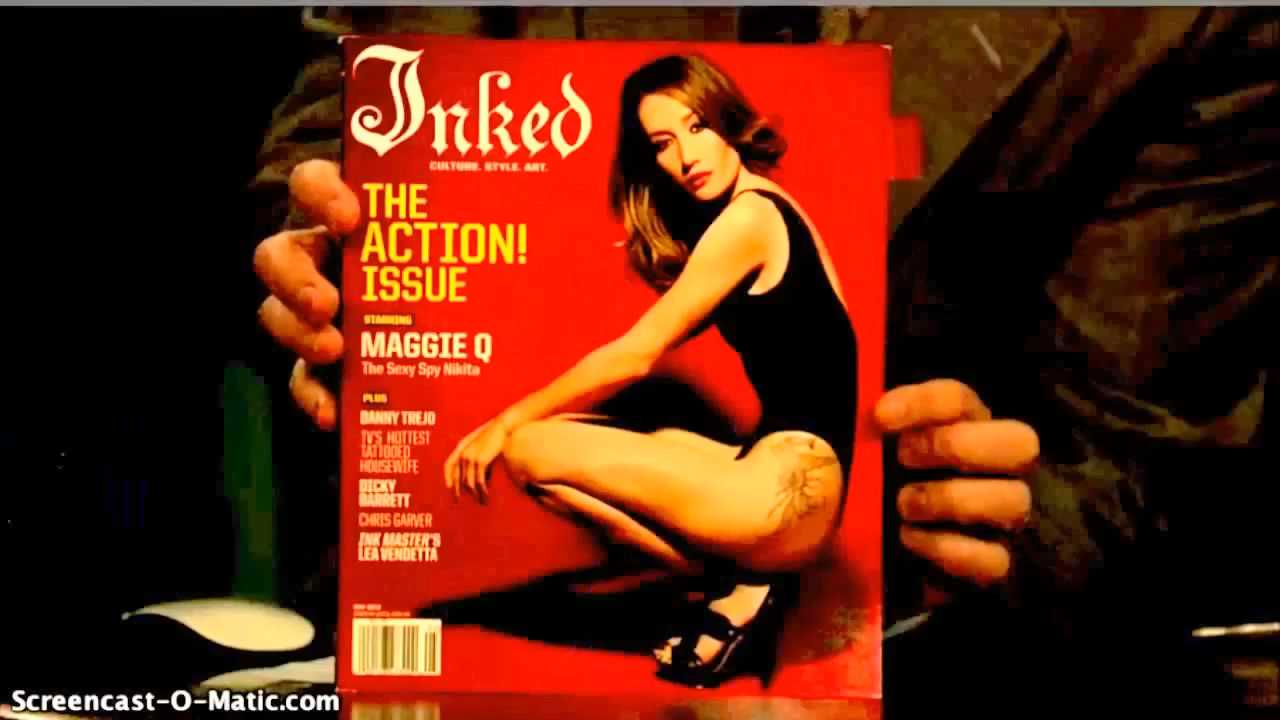 Inked
CULTURE. STYLE. ART.
THE
ACTION!
ISSUE
STARRING
MAGGIE Q
The Sexy Spy Nikita
PLUS
DANNY TREJO
TV'S HOTTEST
TATTOOED
HOUSEWIFE
DICKY
BARRETT
CHRIS GARVER
INK MASTER'S
LEA VENDETTA
Screencast-O-Matic.com